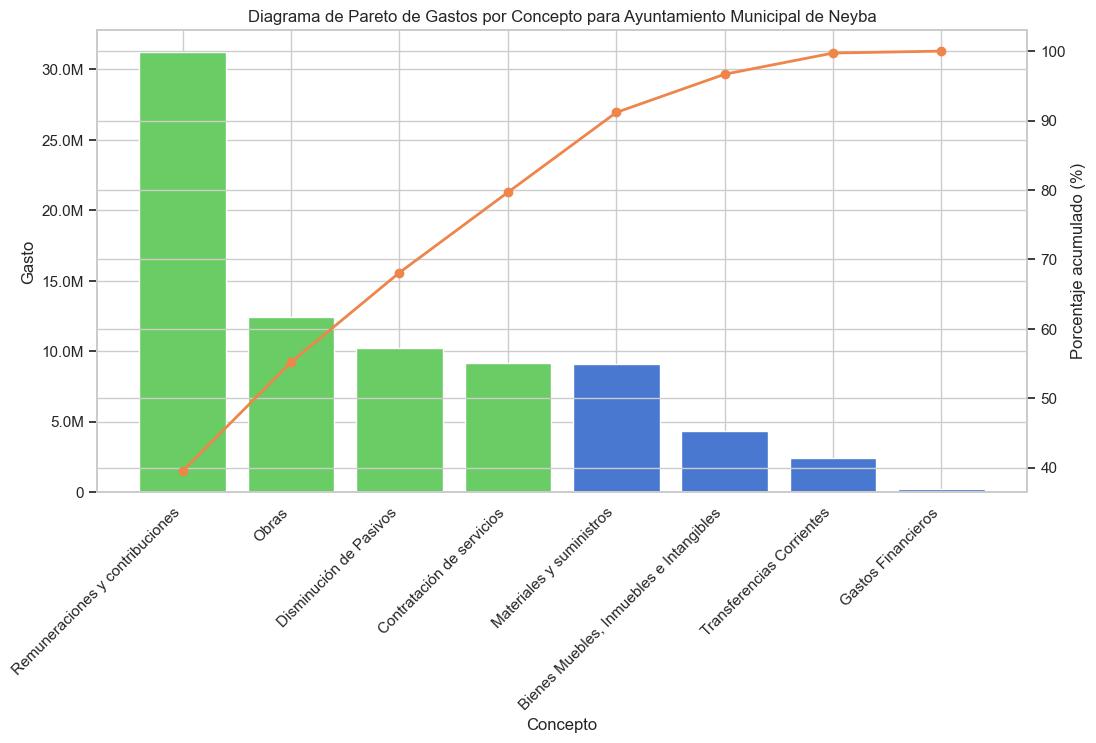 Diagrama de Pareto de Gastos por Concepto para Ayuntamiento Municipal de Neyba
Gasto
30.0M
25.0M
20.0M
15.0M
10.0M
5.0M
0
100
90
80
70
60
50
40
Porcentaje acumulado (%)
Remuneraciones y contribuciones
Obras
Disminución de Pasivos
Contratación de servicios
Materiales y suministros
Bienes Muebles, Inmuebles e Intangibles
Transferencias Corrientes
Gastos Financieros
Concepto